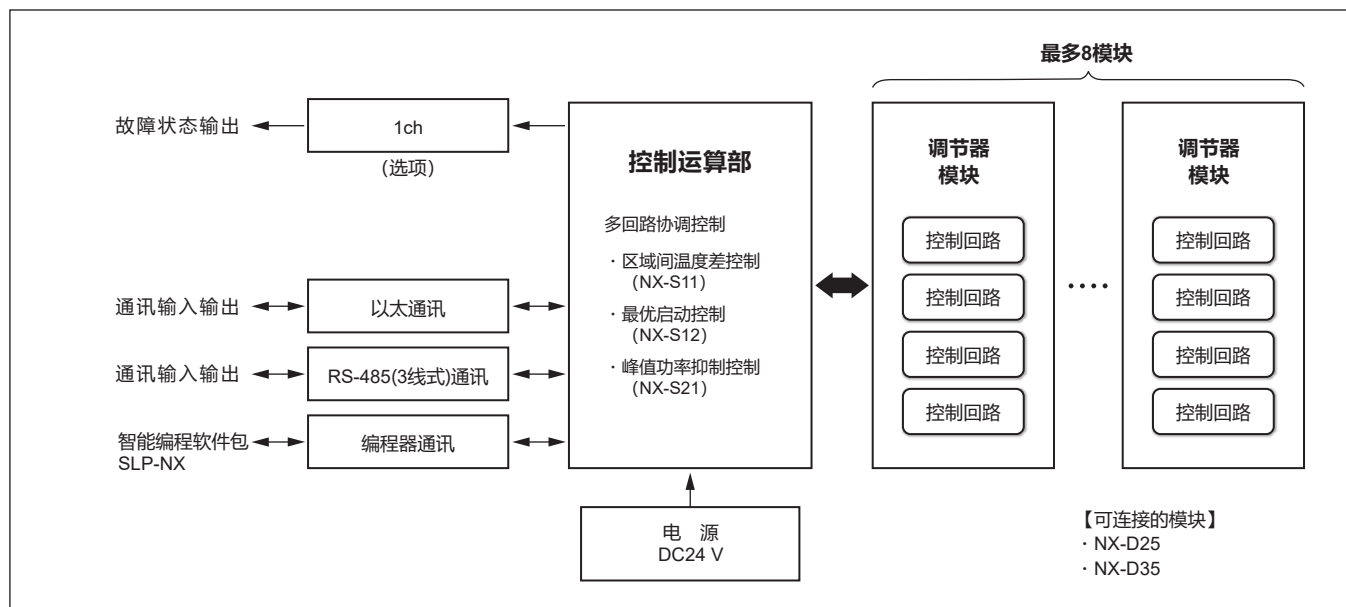 最多8模块
故障状态输出
1ch
(选项)
控制运算部
多回路协调控制
・区域间温度差控制
(NX-S11)
・最优启动控制
(NX-S12)
・峰值功率抑制控制
(NX-S21)
通讯输入输出
以太通讯
通讯输入输出
RS-485(3线式)通讯
智能编程软件包
SLP-NX
编程器通讯
电 源
DC24 V
调节器
模块
控制回路
控制回路
控制回路
控制回路
····
调节器
模块
控制回路
控制回路
控制回路
控制回路
【可连接的模块】
・NX-D25
・NX-D35